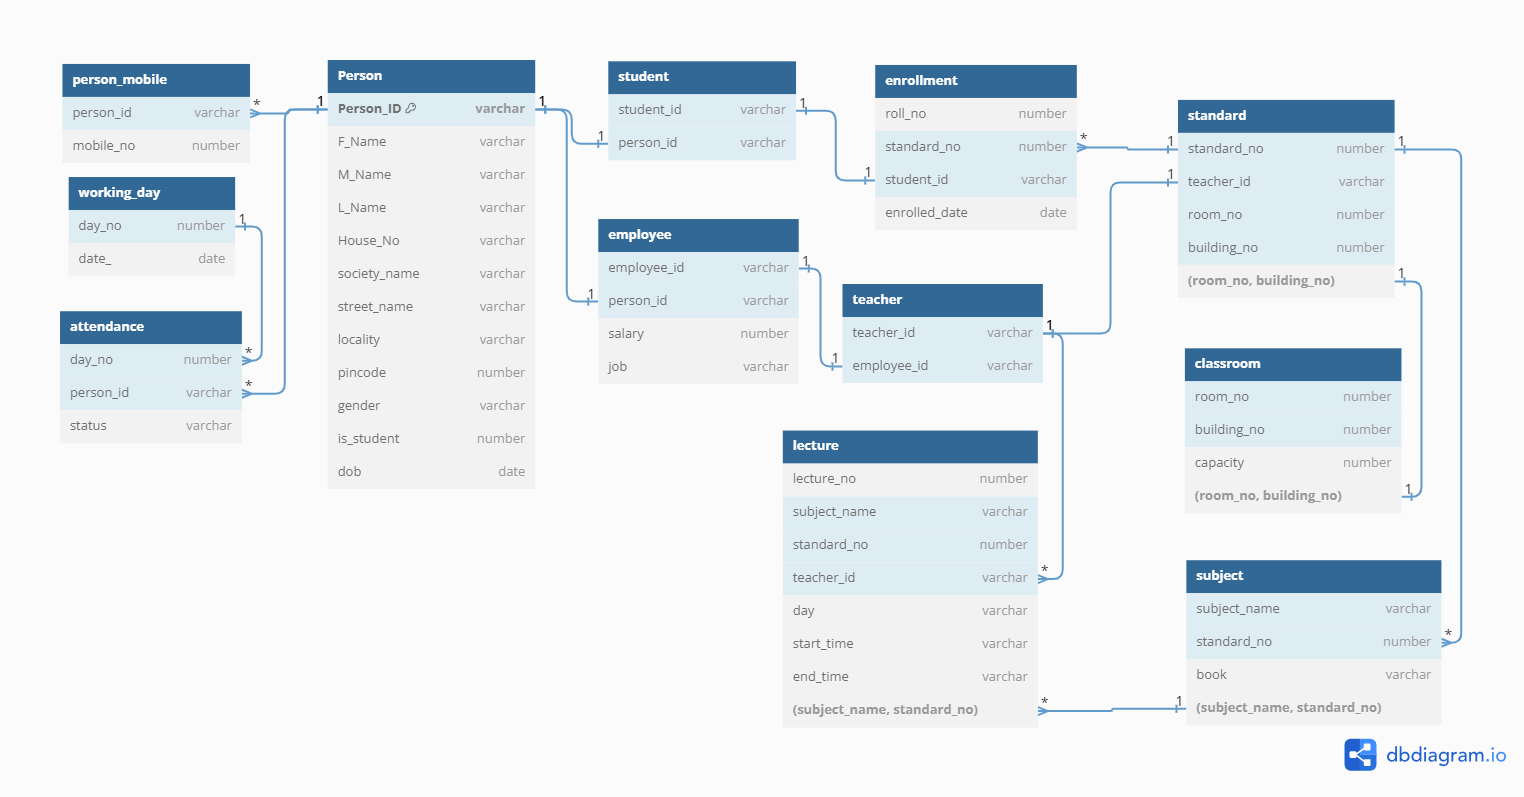 person_mobile
person_id varchar
mobile_no number
working_day
day_no number
date_ date
attendance
day_no number
person_id varchar
status varchar
Person
Person_ID varchar
F_Name varchar
M_Name varchar
L_Name varchar
House_No varchar
society_name varchar
street_name varchar
locality varchar
pincode number
gender varchar
is_student number
dob date
student
student_id varchar
person_id varchar
employee
employee_id varchar
person_id varchar
salary number
job varchar
enrollment
roll_no number
standard_no number
student_id varchar
enrolled_date date
teacher
teacher_id varchar
employee_id varchar
lecture
lecture_no number
subject_name varchar
standard_no number
teacher_id varchar
day varchar
start_time varchar
end_time varchar
(subject_name, standard_no)
standard
standard_no number
teacher_id varchar
room_no number
building_no number
(room_no, building_no)
classroom
room_no number
building_no number
capacity number
(room_no, building_no)
subject
subject_name varchar
standard_no number
book varchar
(subject_name, standard_no)
*
1
1
*
*
1
1
1
1
1
1
1
1
*
1
1
1
*
*
1
1
1
1
1
*
dbdiagram.io